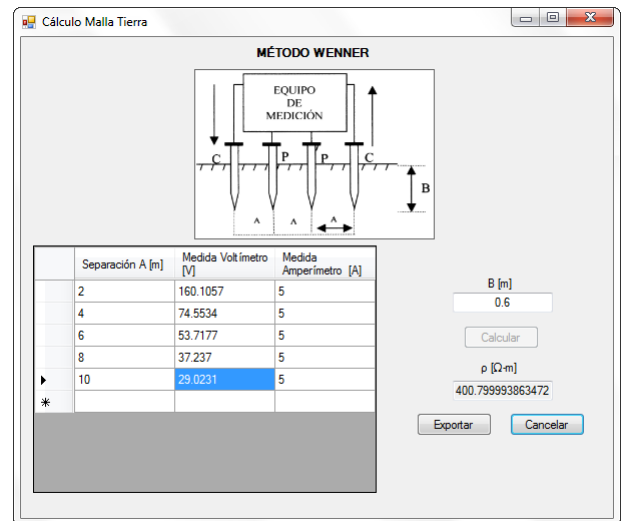 Cálculo Malla Tierra
MÉTODO WENNER
EQUIPO
DE
MEDICIÓN
C P P C
B
A A A
Separación A [m] Medida Voltímetro [V] Medida Amperímetro [A]
2 160.1057 5
4 74.5534 5
6 53.7177 5
8 37.237 5
10 29.0231 5
B [m]
0.6
Calcular
ρ [Ω·m]
400.799993863472
Exportar Cancelar